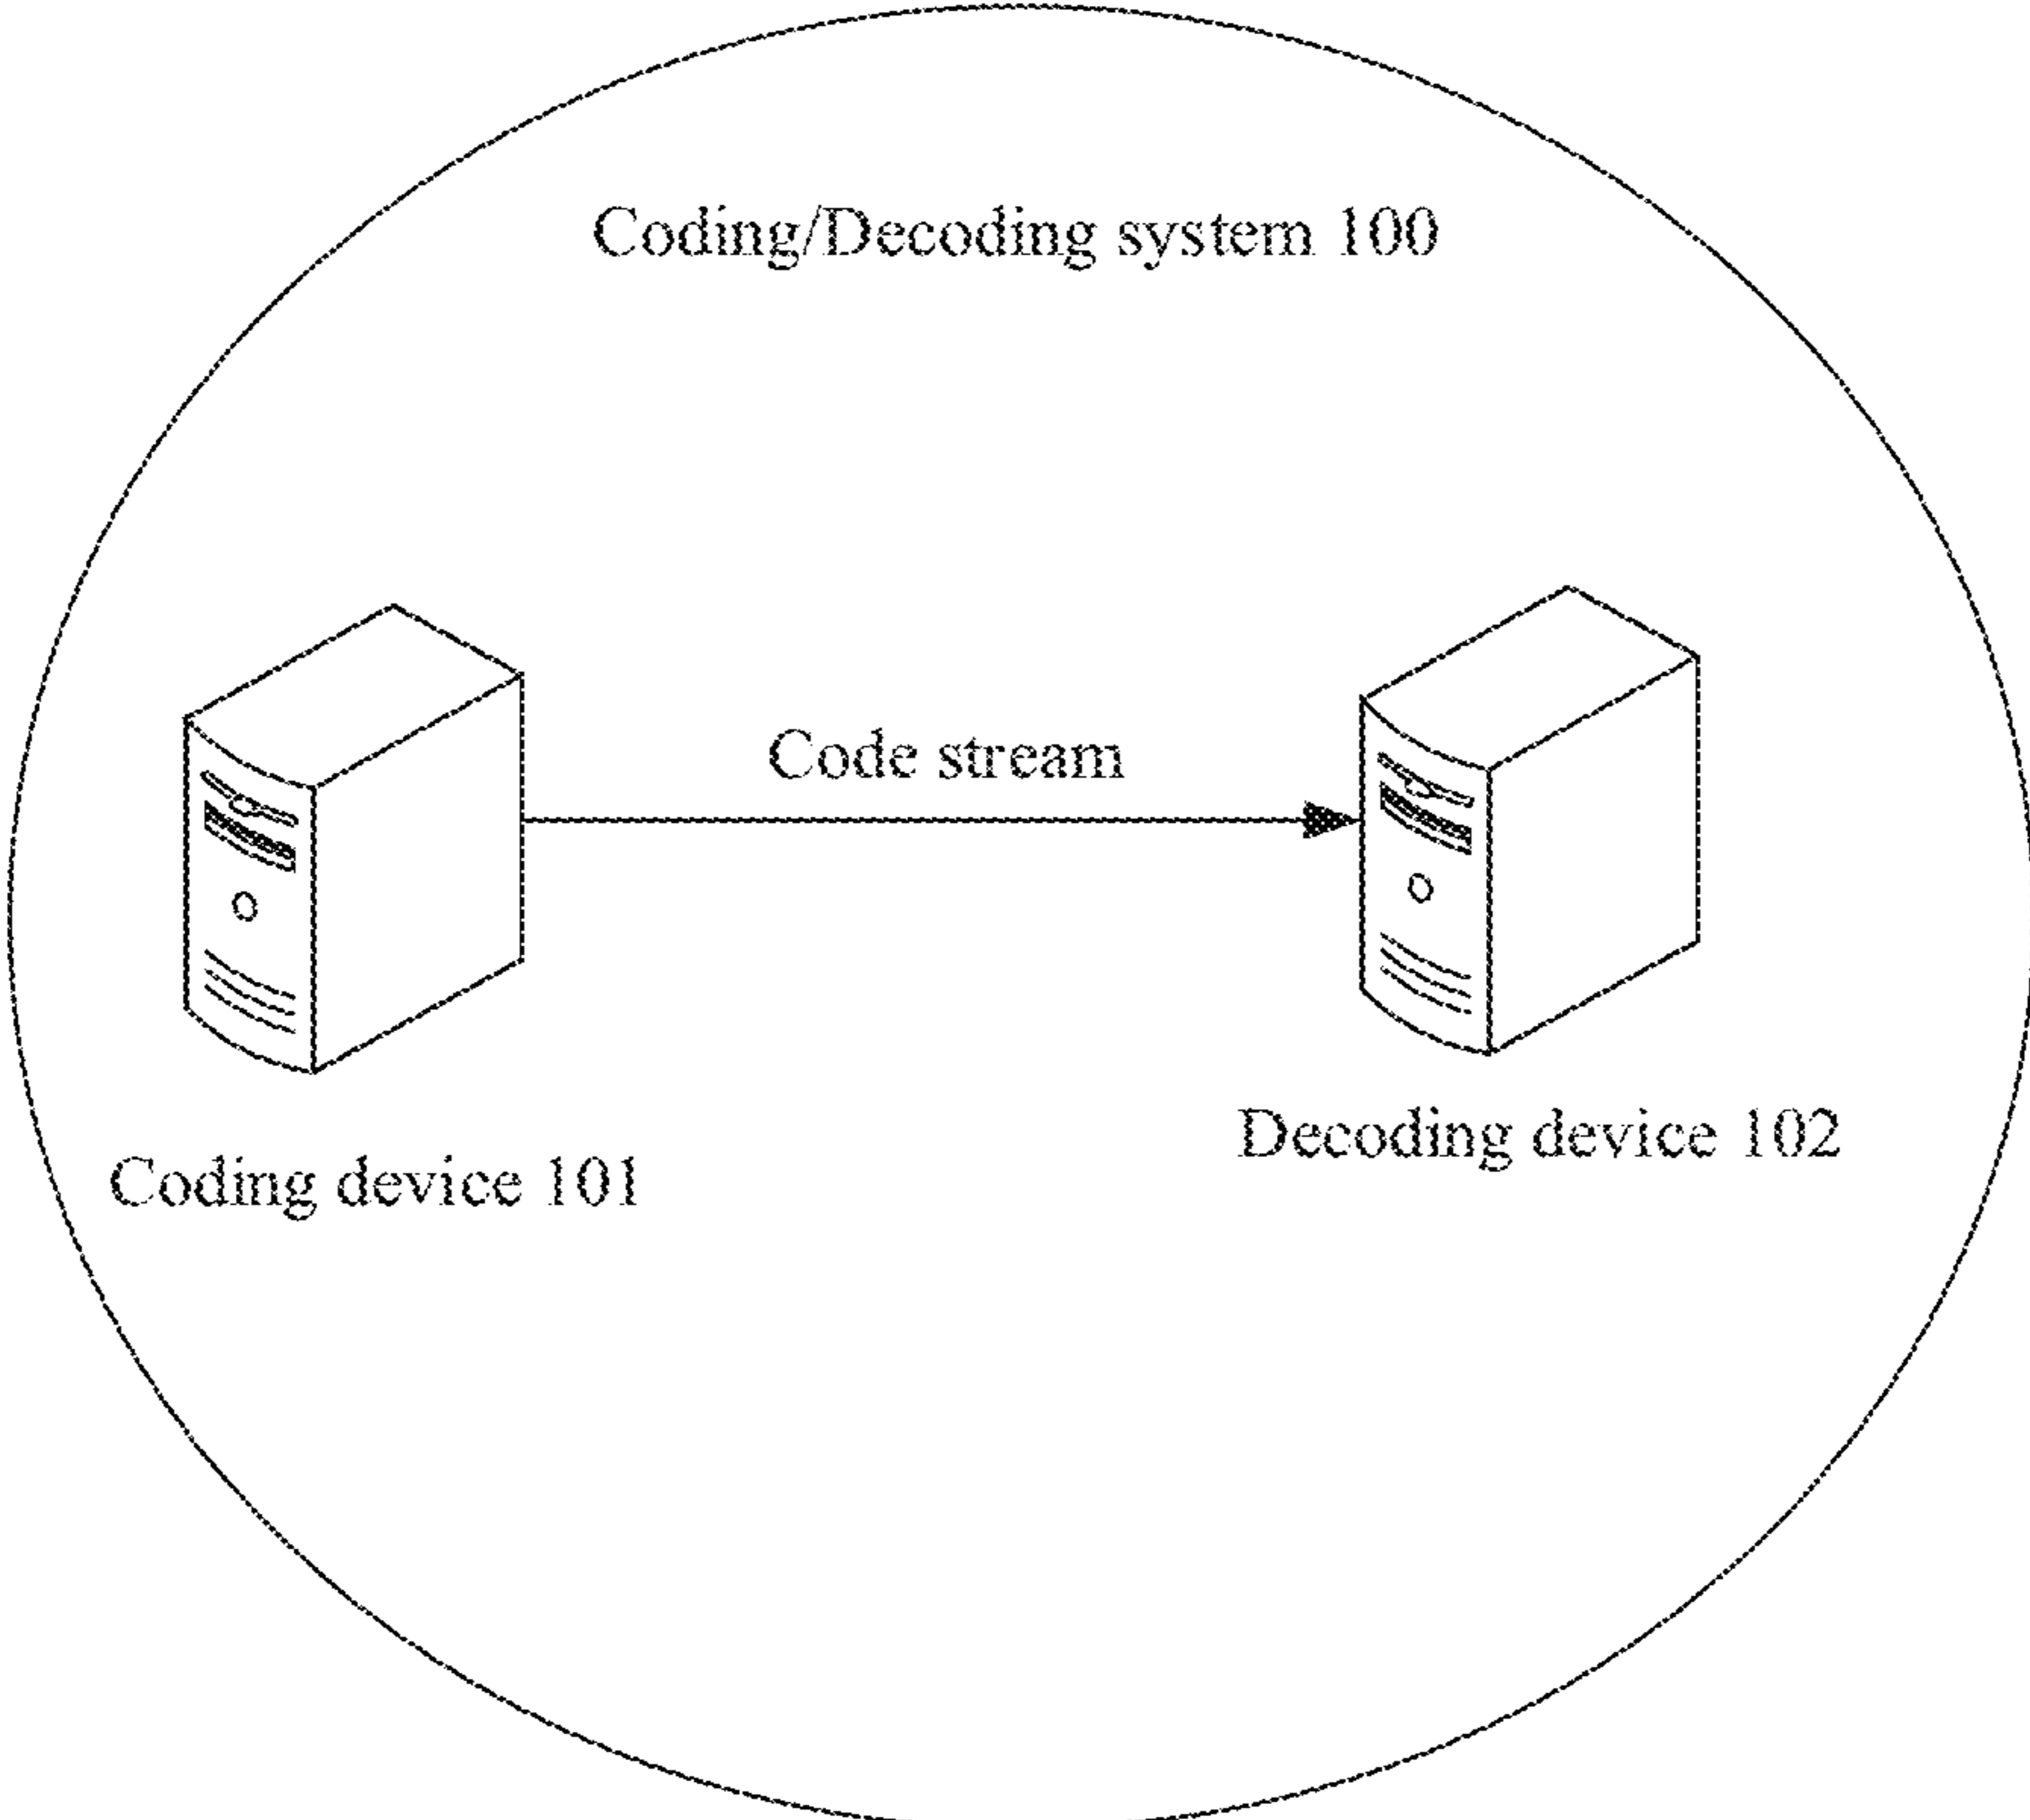 Coding/Decoding system 100
Code stream
Decoding device 102
Coding device 101